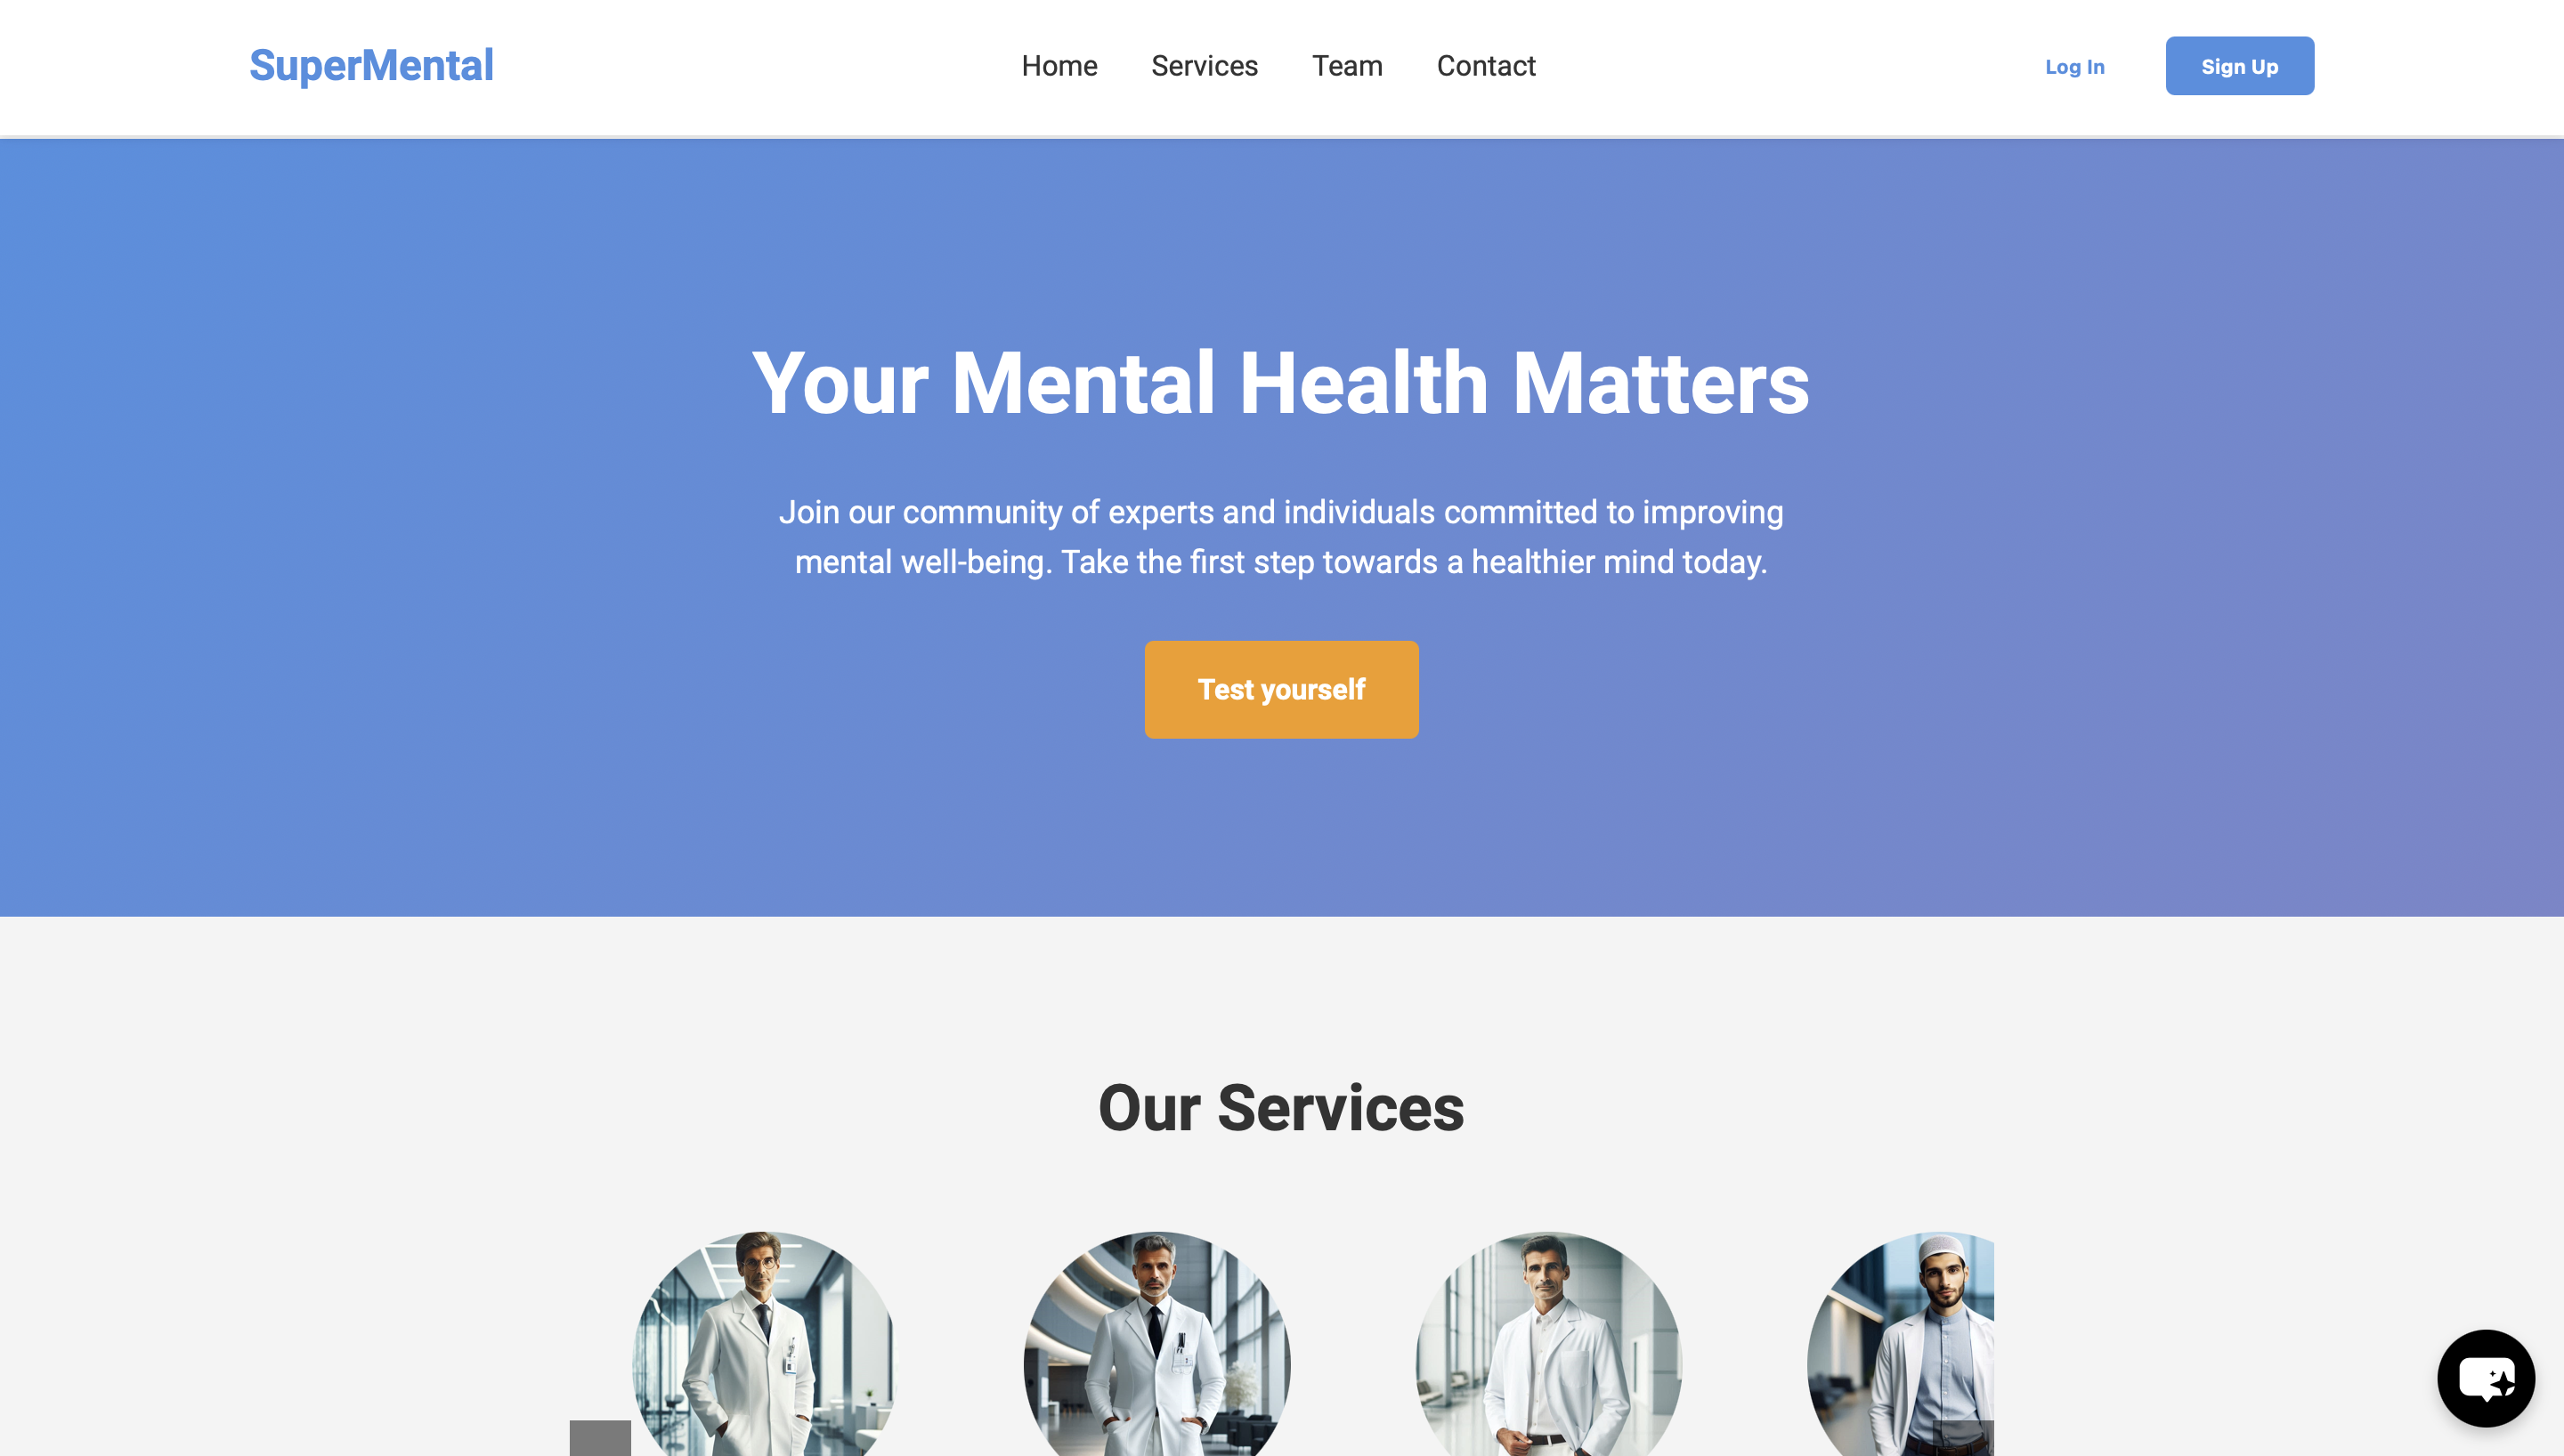 SuperMental
Home
Services
Team
Contact
Log In
Sign Up
Your Mental Health Matters
Join our community of experts and individuals committed to improving
mental well-being. Take the first step towards a healthier mind today.
Test yourself
Our Services